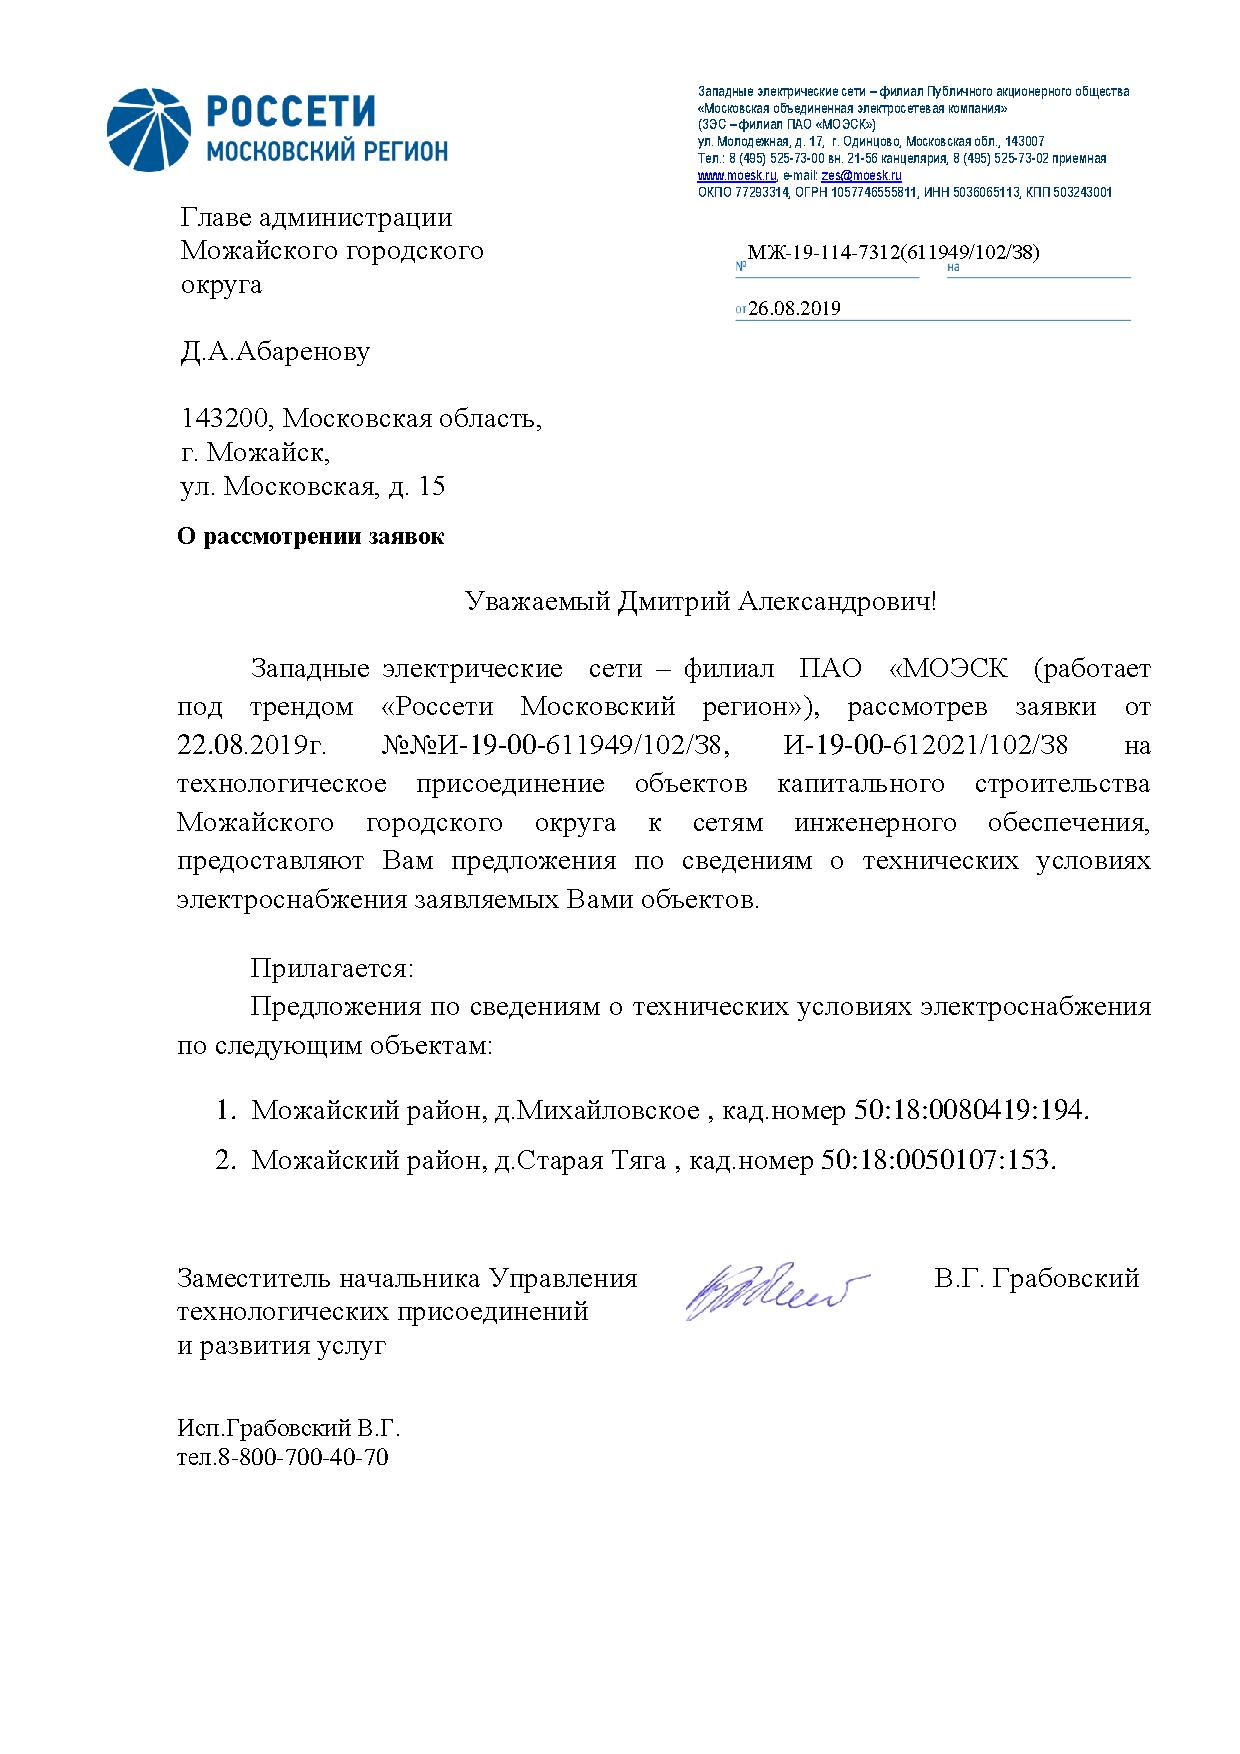 РОССЕТИ
МОСКОВСКИЙ РЕГИОН
Западные электрические сети – филиал Публичного акционерного общества
«Московская объединенная электросетевая компания»
(ЗЭС – филиал ПАО «МОЭСК»)
ул. Молодежная, д. 17, г. Одинцово, Московская обл., 143007
Тел.: 8 (495) 525-73-00 вн. 21-56 канцелярия, 8 (495) 525-73-02 приемная
www.moesk.ru, e-mail: zes@moesk.ru
ОКПО 77293314, ОГРН 1057746555811, ИНН 5036065113, КПП 503243001
Главе администрации
Можайского городского
округа
МЖ-19-114-7312(611949/102/38)
№ на
от 26.08.2019
Д.А.Абаренову
143200, Московская область,
г. Можайск,
ул. Московская, д. 15
О рассмотрении заявок
Уважаемый Дмитрий Александрович!
Западные электрические сети – филиал ПАО «МОЭСК (работает
под трендом «Россети Московский регион»), рассмотрев заявки от
22.08.2019г. №№И-19-00-611949/102/З8, И-19-00-612021/102/З8 на
технологическое присоединение объектов капитального строительства
Можайского городского округа к сетям инженерного обеспечения,
предоставляют Вам предложения по сведениям о технических условиях
электроснабжения заявляемых Вами объектов.
Прилагается:
Предложения по сведениям о технических условиях электроснабжения
по следующим объектам:
1. Можайский район, д.Михайловское , кад.номер 50:18:0080419:194.
2. Можайский район, д.Старая Тяга , кад.номер 50:18:0050107:153.
Заместитель начальника Управления
технологических присоединений
и развития услуг
В.Г. Грабовский
Исп.Грабовский В.Г.
тел.8-800-700-40-70